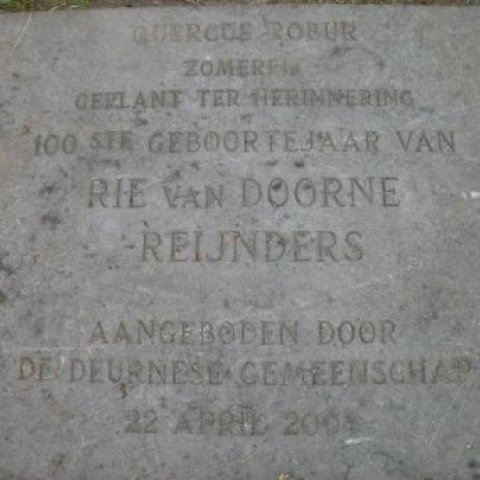 QUERCUS ROBUR
ZOMEREIK
GEPLANT TER HERINNERING
100 STE GEBOORTEJAAR VAN
RIE VAN DOORNE
REIJNDERS
AANGEBODEN DOOR
DE DEURNESE GEMEENSCHAP
22 APRIL